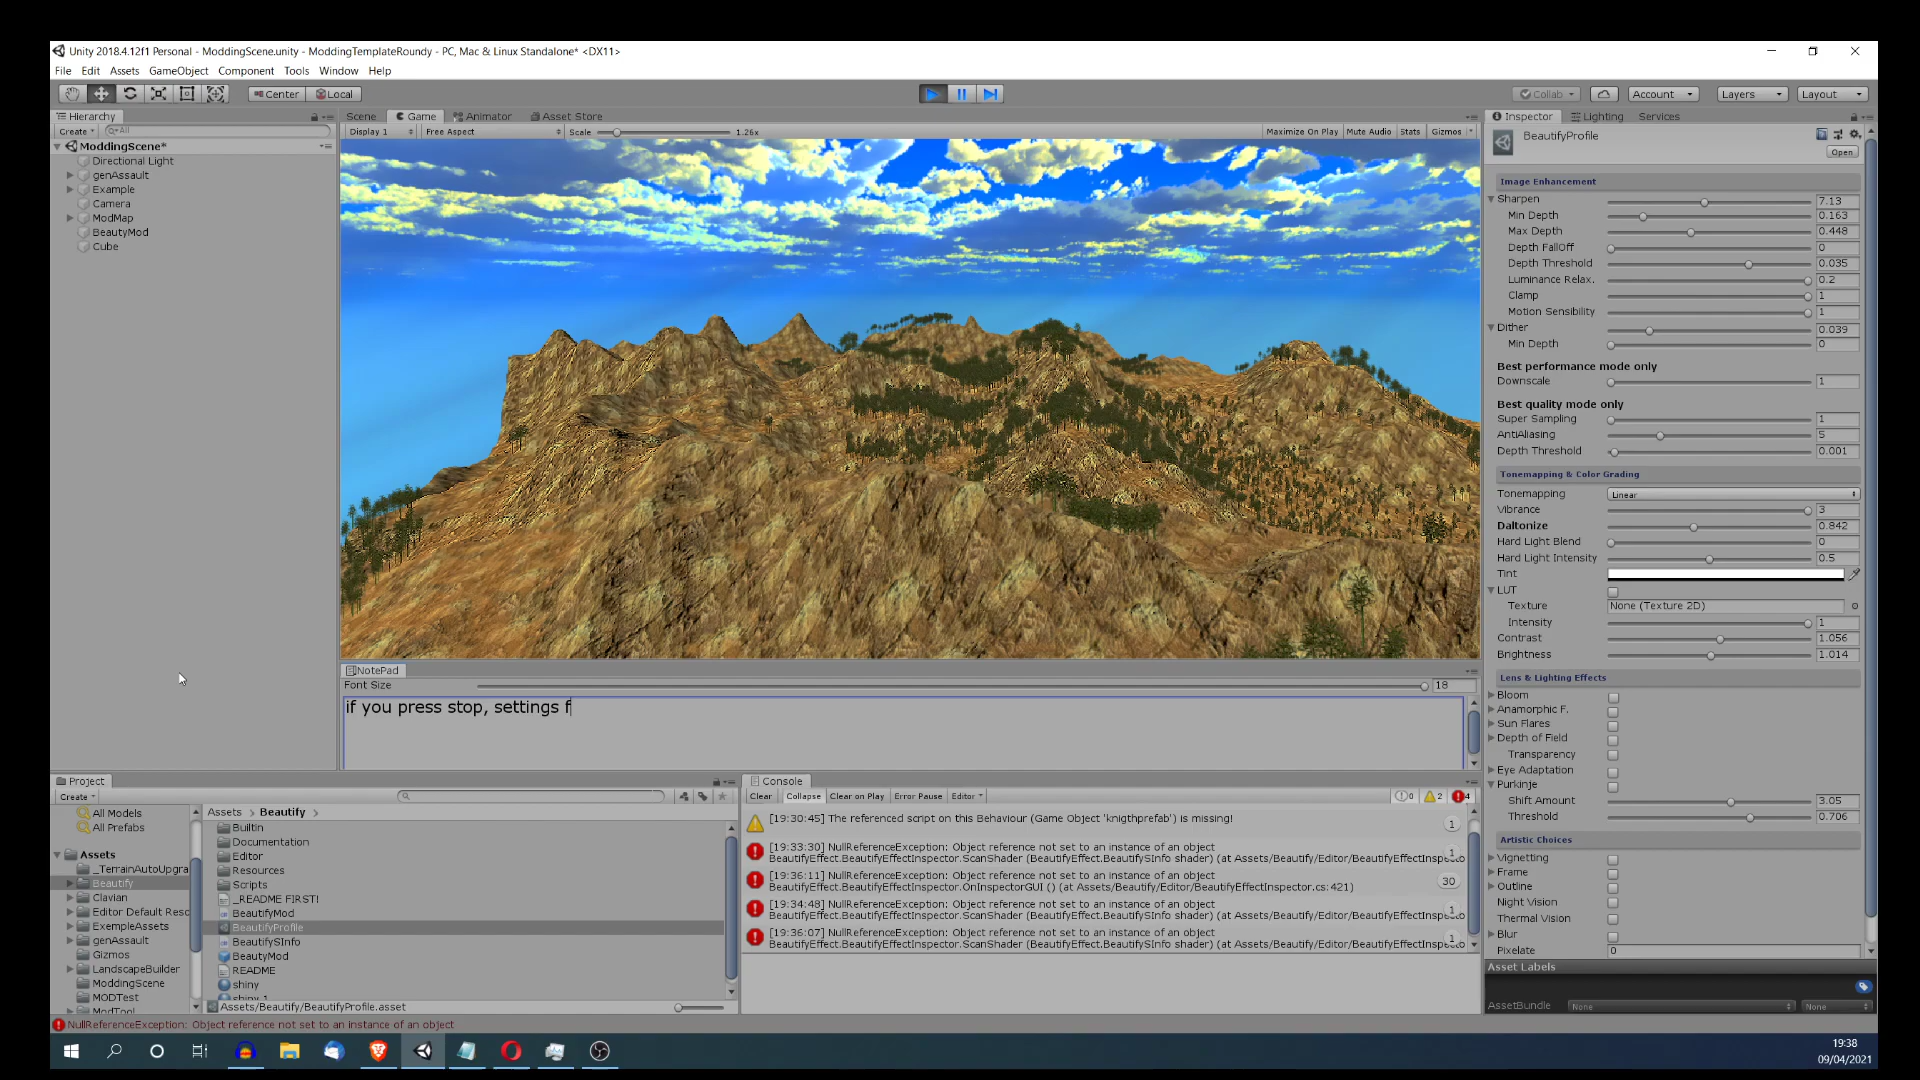 Unity 2018.4.12f1 Personal - ModdingScene.unity - ModdingTemplateRoundy - PC, Mac & Linux Standalone* <DX11>
File Edit Assets GameObject Component Tools Window Help
Center Local Collab Account Layers Layout
Hierarchy
Create All
ModdingScene*
Directional Light
genAssault
Example
Camera
ModMap
BeautyMod
Cube
Scene Game Animator Asset Store
Display 1 Free Aspect Scale 1.26x Maximize On Play Mute Audio Stats Gizmos
NotePad
Font Size 18
if you press stop, settings f
Project
Create
All Models
All Prefabs
Assets
_TerrainAutoUpgra
Beautify
Clavian
Editor Default Resc
ExempleAssets
genAssault
Gizmos
LandscapeBuilder
ModdingScene
MODTest
ModTool
Assets > Beautify >
BuiltIn
Documentation
Editor
Resources
Scripts
_README FIRST!
BeautifyMod
BeautifyProfile
BeautifySInfo
BeautyMod
README
shiny
shiny 1
Assets/Beautify/BeautifyProfile.asset
Console
Clear Collapse Clear on Play Error Pause Editor 0 2 4
[19:30:45] The referenced script on this Behaviour (Game Object 'knigthprefab') is missing! 1
[19:33:30] NullReferenceException: Object reference not set to an instance of an object
BeautifyEffect.BeautifyEffectInspector.ScanShader (BeautifyEffect.BeautifySInfo shader) (at Assets/Beautify/Editor/BeautifyEffectInspecto 1
[19:36:11] NullReferenceException: Object reference not set to an instance of an object
BeautifyEffect.BeautifyEffectInspector.OnInspectorGUI () (at Assets/Beautify/Editor/BeautifyEffectInspector.cs:421) 30
[19:34:48] NullReferenceException: Object reference not set to an instance of an object
BeautifyEffect.BeautifyEffectInspector.ScanShader (BeautifyEffect.BeautifySInfo shader) (at Assets/Beautify/Editor/BeautifyEffectInspecto 1
[19:36:07] NullReferenceException: Object reference not set to an instance of an object
BeautifyEffect.BeautifyEffectInspector.ScanShader (BeautifyEffect.BeautifySInfo shader) (at Assets/Beautify/Editor/BeautifyEffectInspecto 1
Inspector Lighting Services
BeautifyProfile
Open
Image Enhancement
Sharpen 7.13
Min Depth 0.163
Max Depth 0.448
Depth FallOff 0
Depth Threshold 0.035
Luminance Relax. 0.2
Clamp 1
Motion Sensibility 1
Dither 0.039
Min Depth 0
Best performance mode only
Downscale 1
Best quality mode only
Super Sampling 1
AntiAliasing 5
Depth Threshold 0.001
Tonemapping & Color Grading
Tonemapping Linear
Vibrance 3
Daltonize 0.842
Hard Light Blend 0
Hard Light Intensity 0.5
Tint
LUT
Texture None (Texture 2D)
Intensity 1
Contrast 1.056
Brightness 1.014
Lens & Lighting Effects
Bloom
Anamorphic F.
Sun Flares
Depth of Field
Transparency
Eye Adaptation
Purkinje
Shift Amount 3.05
Threshold 0.706
Artistic Choices
Vignetting
Frame
Outline
Night Vision
Thermal Vision
Blur
Pixelate 0
Asset Labels
AssetBundle None None
NullReferenceException: Object reference not set to an instance of an object
19:38
09/04/2021